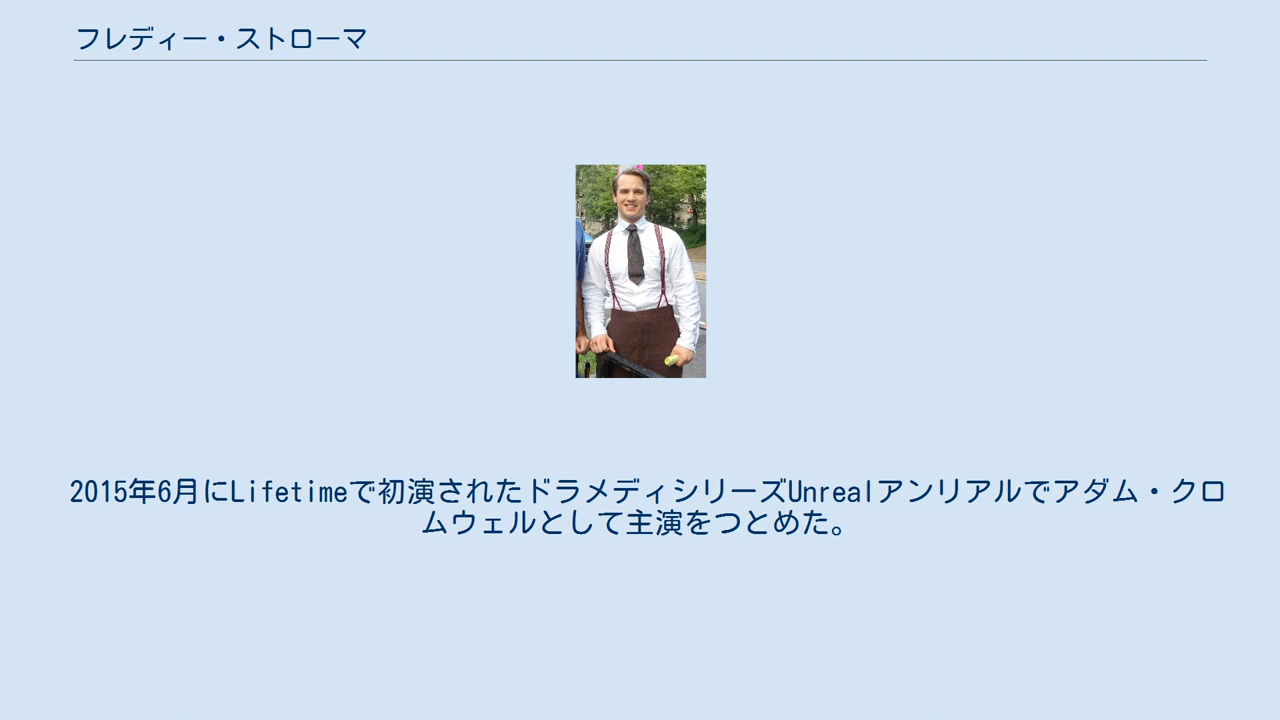 フレディー・ストローマ
2015年6月にLifetimeで初演されたドラメディシリーズUnrealアンリアルでアダム・クロ
ムウェルとして主演をつとめた。